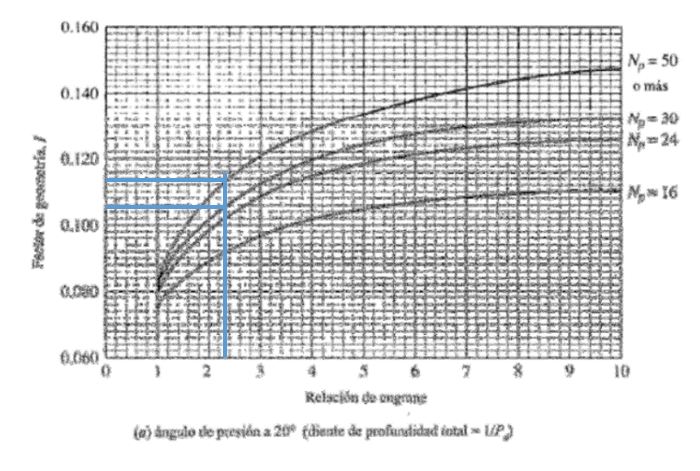 0.160
0.140
0.120
0.100
0.080
0.060
Factor de geometría, I
0 1 2 3 4 5 6 7 8 9 10
Relación de engrane
N_p = 50
o más
N_p = 30
N_p = 24
N_p = 16
(a) ángulo de presión a 20° (diente de profundidad total = 1/P_d)